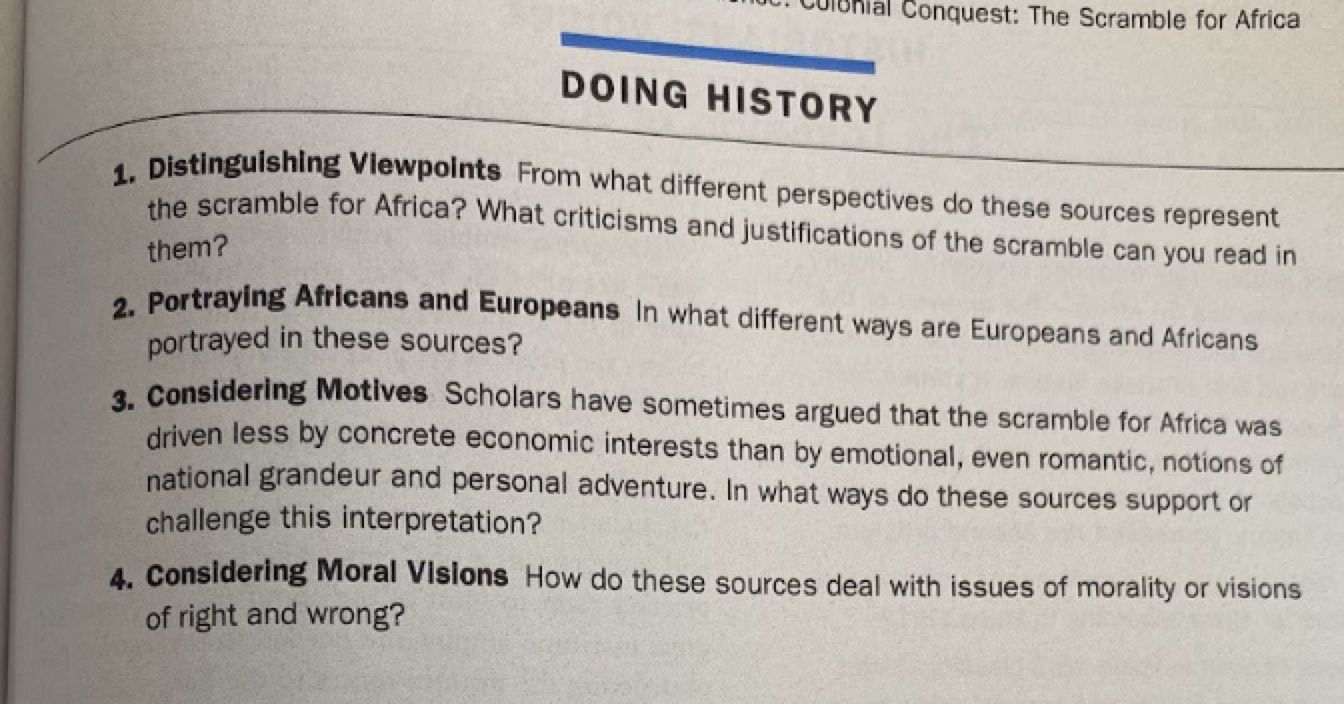 Colonial Conquest: The Scramble for Africa
DOING HISTORY
1. Distinguishing Viewpoints From what different perspectives do these sources represent
the scramble for Africa? What criticisms and justifications of the scramble can you read in
them?
2. Portraying Africans and Europeans In what different ways are Europeans and Africans
portrayed in these sources?
3. Considering Motives Scholars have sometimes argued that the scramble for Africa was
driven less by concrete economic interests than by emotional, even romantic, notions of
national grandeur and personal adventure. In what ways do these sources support or
challenge this interpretation?
4. Considering Moral Visions How do these sources deal with issues of morality or visions
of right and wrong?